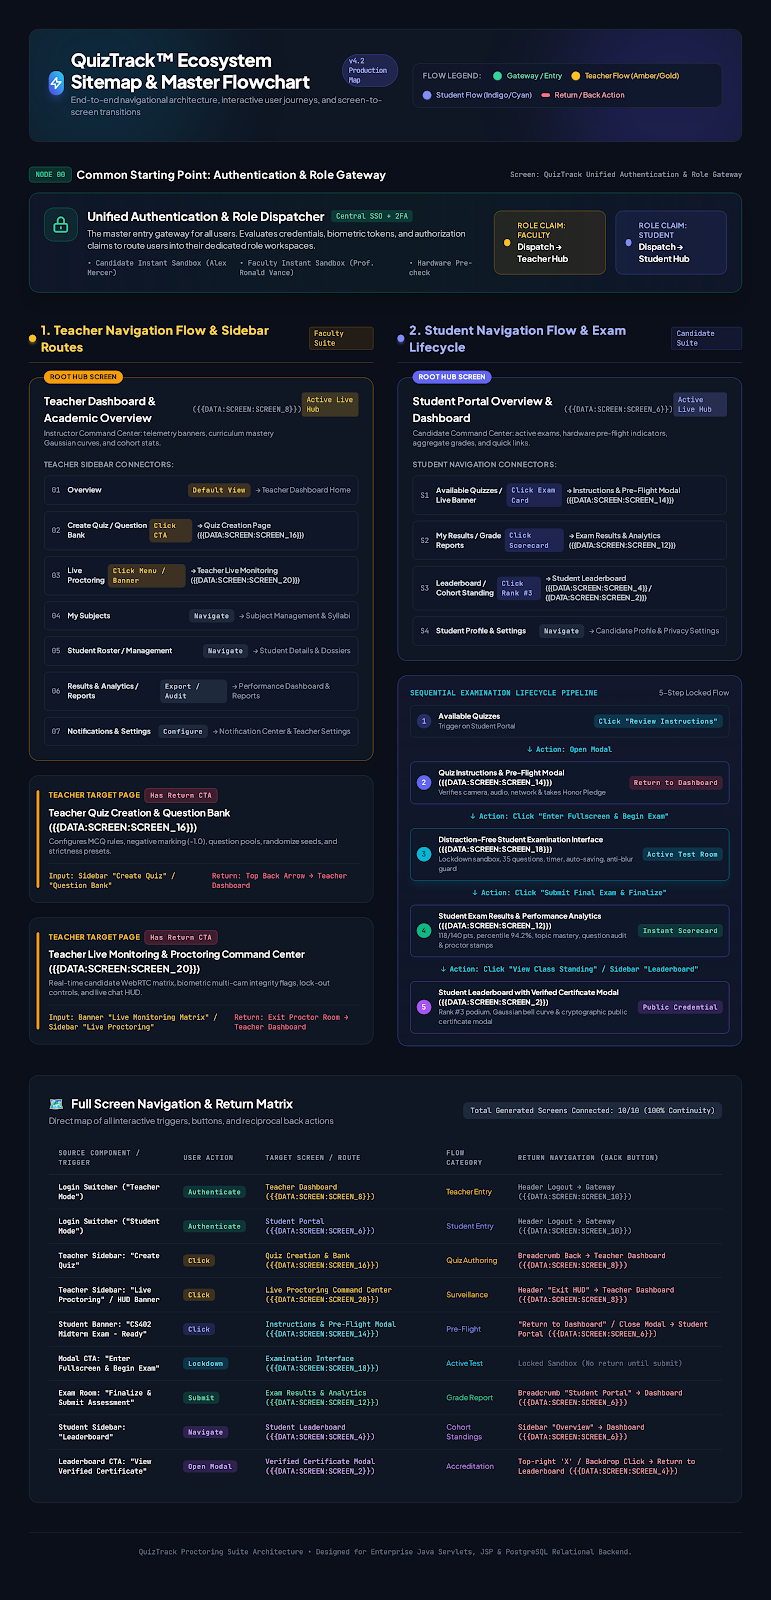 QuizTrack™ Ecosystem
Sitemap & Master Flowchart
End-to-end navigational architecture, interactive user journeys, and screen-to-
screen transitions
v4.2
Production
Map
FLOW LEGEND:
Gateway / Entry
Teacher Flow (Amber/Gold)
Student Flow (Indigo/Cyan)
Return / Back Action
NODE 00
Common Starting Point: Authentication & Role Gateway
Screen: QuizTrack Unified Authentication & Role Gateway
Unified Authentication & Role Dispatcher
Central SSO + 2FA
The master entry gateway for all users. Evaluates credentials, biometric tokens, and authorization
claims to route users into their dedicated role workspaces.
• Candidate Instant Sandbox (Alex
Mercer)
• Faculty Instant Sandbox (Prof.
Ronald Vance)
• Hardware Pre-
check
ROLE CLAIM:
FACULTY
Dispatch →
Teacher Hub
ROLE CLAIM:
STUDENT
Dispatch →
Student Hub
1. Teacher Navigation Flow & Sidebar
Routes
Faculty
Suite
ROOT HUB SCREEN
Teacher Dashboard &
Academic Overview
({{DATA:SCREEN:SCREEN_8}})
Active Live
Hub
Instructor Command Center: telemetry banners, curriculum mastery
Gaussian curves, and cohort stats.
TEACHER SIDEBAR CONNECTORS:
01 Overview Default View → Teacher Dashboard Home
02 Create Quiz / Question
Bank
Click
CTA
→ Quiz Creation Page
({{DATA:SCREEN:SCREEN_16}})
03 Live
Proctoring
Click Menu /
Banner
→ Teacher Live Monitoring
({{DATA:SCREEN:SCREEN_20}})
04 My Subjects Navigate → Subject Management & Syllabi
05 Student Roster / Management Navigate → Student Details & Dossiers
06 Results & Analytics /
Reports
Export /
Audit
→ Performance Dashboard &
Reports
07 Notifications & Settings Configure → Notification Center & Teacher Settings
TEACHER TARGET PAGE Has Return CTA
Teacher Quiz Creation & Question Bank
({{DATA:SCREEN:SCREEN_16}})
Configures MCQ rules, negative marking (-1.0), question pools, randomize seeds, and
strictness presets.
Input: Sidebar "Create Quiz" /
"Question Bank"
Return: Top Back Arrow → Teacher
Dashboard
TEACHER TARGET PAGE Has Return CTA
Teacher Live Monitoring & Proctoring Command Center
({{DATA:SCREEN:SCREEN_20}})
Real-time candidate WebRTC matrix, biometric multi-cam integrity flags, lock-out
controls, and live chat HUD.
Input: Banner "Live Monitoring Matrix" /
Sidebar "Live Proctoring"
Return: Exit Proctor Room →
Teacher Dashboard
2. Student Navigation Flow & Exam
Lifecycle
Candidate
Suite
ROOT HUB SCREEN
Student Portal Overview &
Dashboard
({{DATA:SCREEN:SCREEN_6}})
Active
Live Hub
Candidate Command Center: active exams, hardware pre-flight indicators,
aggregate grades, and quick links.
STUDENT NAVIGATION CONNECTORS:
S1 Available Quizzes /
Live Banner
Click Exam
Card
→ Instructions & Pre-Flight Modal
({{DATA:SCREEN:SCREEN_14}})
S2 My Results / Grade
Reports
Click
Scorecard
→ Exam Results & Analytics
({{DATA:SCREEN:SCREEN_12}})
S3 Leaderboard /
Cohort Standing
Click
Rank #3
→ Student Leaderboard
({{DATA:SCREEN:SCREEN_4}} /
{{DATA:SCREEN:SCREEN_2}})
S4 Student Profile & Settings Navigate → Candidate Profile & Privacy Settings
SEQUENTIAL EXAMINATION LIFECYCLE PIPELINE
5-Step Locked Flow
1 Available Quizzes
Trigger on Student Portal
Click "Review Instructions"
↓ Action: Open Modal
2 Quiz Instructions & Pre-Flight Modal
({{DATA:SCREEN:SCREEN_14}})
Verifies camera, audio, network & takes Honor Pledge
Return to Dashboard
↓ Action: Click "Enter Fullscreen & Begin Exam"
3 Distraction-Free Student Examination Interface
({{DATA:SCREEN:SCREEN_18}})
Lockdown sandbox, 35 questions, timer, auto-saving, anti-blur
guard
Active Test Room
↓ Action: Click "Submit Final Exam & Finalize"
4 Student Exam Results & Performance Analytics
({{DATA:SCREEN:SCREEN_12}})
118/140 pts, percentile 94.2%, topic mastery, question audit
& proctor stamps
Instant Scorecard
↓ Action: Click "View Class Standing" / Sidebar "Leaderboard"
5 Student Leaderboard with Verified Certificate Modal
({{DATA:SCREEN:SCREEN_2}})
Rank #3 podium, Gaussian bell curve & cryptographic public
certificate modal
Public Credential
Full Screen Navigation & Return Matrix
Direct map of all interactive triggers, buttons, and reciprocal back actions
Total Generated Screens Connected: 10/10 (100% Continuity)
SOURCE COMPONENT /
TRIGGER
USER ACTION
TARGET SCREEN / ROUTE
FLOW
CATEGORY
RETURN NAVIGATION (BACK BUTTON)
Login Switcher ("Teacher
Mode")
Authenticate
Teacher Dashboard
({{DATA:SCREEN:SCREEN_8}})
Teacher Entry
Header Logout → Gateway
({{DATA:SCREEN:SCREEN_10}})
Login Switcher ("Student
Mode")
Authenticate
Student Portal
({{DATA:SCREEN:SCREEN_6}})
Student Entry
Header Logout → Gateway
({{DATA:SCREEN:SCREEN_10}})
Teacher Sidebar: "Create
Quiz"
Click
Quiz Creation & Bank
({{DATA:SCREEN:SCREEN_16}})
Quiz Authoring
Breadcrumb Back → Teacher Dashboard
({{DATA:SCREEN:SCREEN_8}})
Teacher Sidebar: "Live
Proctoring" / HUD Banner
Click
Live Proctoring Command Center
({{DATA:SCREEN:SCREEN_20}})
Surveillance
Header "Exit HUD" → Teacher Dashboard
({{DATA:SCREEN:SCREEN_8}})
Student Banner: "CS402
Midterm Exam - Ready"
Click
Instructions & Pre-Flight Modal
({{DATA:SCREEN:SCREEN_14}})
Pre-Flight
"Return to Dashboard" / Close Modal → Student
Portal ({{DATA:SCREEN:SCREEN_6}})
Modal CTA: "Enter
Fullscreen & Begin Exam"
Lockdown
Examination Interface
({{DATA:SCREEN:SCREEN_18}})
Active Test
Locked Sandbox (No return until submit)
Exam Room: "Finalize &
Submit Assessment"
Submit
Exam Results & Analytics
({{DATA:SCREEN:SCREEN_12}})
Grade Report
Breadcrumb "Student Portal" → Dashboard
({{DATA:SCREEN:SCREEN_6}})
Student Sidebar:
"Leaderboard"
Navigate
Student Leaderboard
({{DATA:SCREEN:SCREEN_4}})
Cohort
Standings
Sidebar "Overview" → Dashboard
({{DATA:SCREEN:SCREEN_6}})
Leaderboard CTA: "View
Verified Certificate"
Open Modal
Verified Certificate Modal
({{DATA:SCREEN:SCREEN_2}})
Accreditation
Top-right 'X' / Backdrop Click → Return to
Leaderboard ({{DATA:SCREEN:SCREEN_4}})
QuizTrack Proctoring Suite Architecture • Designed for Enterprise Java Servlets, JSP & PostgreSQL Relational Backend.